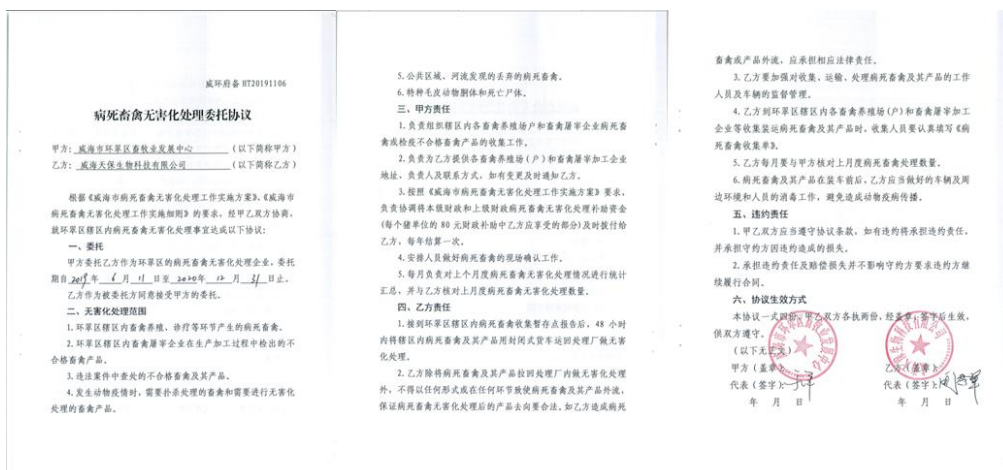 威环府备 HT20191106
病死畜禽无害化处理委托协议
甲方：威海市环翠区畜牧业发展中心（以下简称甲方）
乙方：威海天保生物科技有限公司（以下简称乙方）
根据《威海市病死畜禽无害化处理工作实施方案》、《威海市
病死畜禽无害化处理工作实施细则》的要求，经甲乙双方协商，
就环翠区辖区内病死畜禽无害化处理事宜达成以下协议：
一、委托
甲方委托乙方作为环翠区的病死畜禽无害化处理企业，委托
期自 2019 年 6 月 11 日至 2020年 12 月 31 日止。
乙方作为被委托方同意接受甲方的委托。
二、无害化处理范围
1.环翠区辖区内畜禽养殖、诊疗等环节产生的病死畜禽。
2.环翠区辖区内畜禽屠宰企业在生产加工过程中检出的不
合格畜禽产品。
3.违法案件中查处的不合格畜禽及其产品。
4.发生动物疫情时，需要扑杀处理的畜禽和需要进行无害化
处理的畜禽产品。
5.公共区域、河流发现的丢弃的病死畜禽。
6.特种毛皮动物胴体和死亡尸体。
三、甲方责任
1.负责组织辖区内各畜禽养殖场户和畜禽屠宰企业病死畜
禽或检疫不合格畜禽产品的收集工作。
2.负责为乙方提供各畜禽养殖场（户）和畜禽屠宰加工企业
地址、负责人及联系方式，如有变更及时通知乙方。
3.按照《威海市病死畜禽无害化处理工作实施方案》要求，
负责协调将本级财政和上级财政病死畜禽无害化处理补助资金
(每个猪单位的 80 元财政补助中乙方应享受的部分)及时拨付给
乙方，每年结算一次。
4.安排人员做好病死畜禽的现场确认工作。
5.每月负责对上个月度病死畜禽无害化处理情况进行统计
汇总，并与乙方核对上月度病死畜禽无害化处理数量。
四、乙方责任
1.接到环翠区辖区内病死畜禽收集暂存点报告后，48 小时
内将辖区内病死畜禽及其产品用封闭式货车运回处理厂做无害
化处理。
2.乙方除将病死畜禽及其产品拉回处理厂内做无害化处理
外，不得以任何形式或在任何环节致使病死畜禽及其产品外流，
保证病死畜禽无害化处理后的产品去向要合法。如乙方造成病死
畜禽或产品外流，应承担相应法律责任。
3.乙方要加强对收集、运输、处理病死畜禽及其产品的工作
人员及车辆的监督管理。
4.乙方到环翠区辖区内各畜禽养殖场(户)和畜禽屠宰加工
企业等收集装运病死畜禽及其产品时，收集人员要认真填写《病
死畜禽收集单》。
5.乙方每月要与甲方核对上月度病死畜禽处理数量。
6.病死畜禽及其产品在装车前后，乙方应当做好的车辆及周
边环境和人员的消毒工作，避免造成动物疫病传播。
五、违约责任
1.甲乙双方应当遵守协议条款，如有违约将承担违约责任，
并承担守约方因违约造成的损失。
2.承担违约责任及赔偿损失并不影响守约方要求违约方继
续履行合同。
六、协议生效方式
本协议一式四份，甲乙双方各执两份，经盖章、签字后生效，
供双方遵守。
（以下无正文）
甲方（盖章）： 乙方（盖章）：
代表（签字）： 代表（签字）：
年 月 日 年 月 日